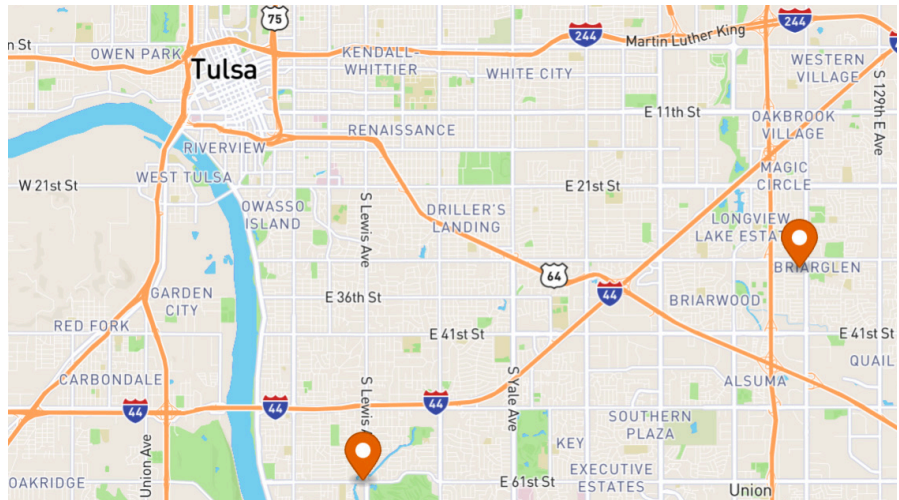 75
244
Martin Luther King
244
n St
OWEN PARK
KENDALL-
WHITTIER
Tulsa
WHITE CITY
WESTERN
VILLAGE
S 129th E Ave
E 11th St
OAKBROOK
VILLAGE
RENAISSANCE
RIVERVIEW
MAGIC
CIRCLE
WEST TULSA
W 21st St
E 21st St
S Lewis Ave
OWASSO
ISLAND
DRILLER'S
LANDING
LONGVIEW
LAKE ESTAT
BRIARGLEN
64
44
GARDEN
CITY
E 36th St
BRIARWOOD
RED FORK
E 41st St
E 41st St
QUAIL
CARBONDALE
ALSUMA
S Yale Ave
S Lewis A
44
44
44
SOUTHERN
PLAZA
Union Ave
KEY
OAKRIDGE
E 61st St
EXECUTIVE
ESTATES
Union